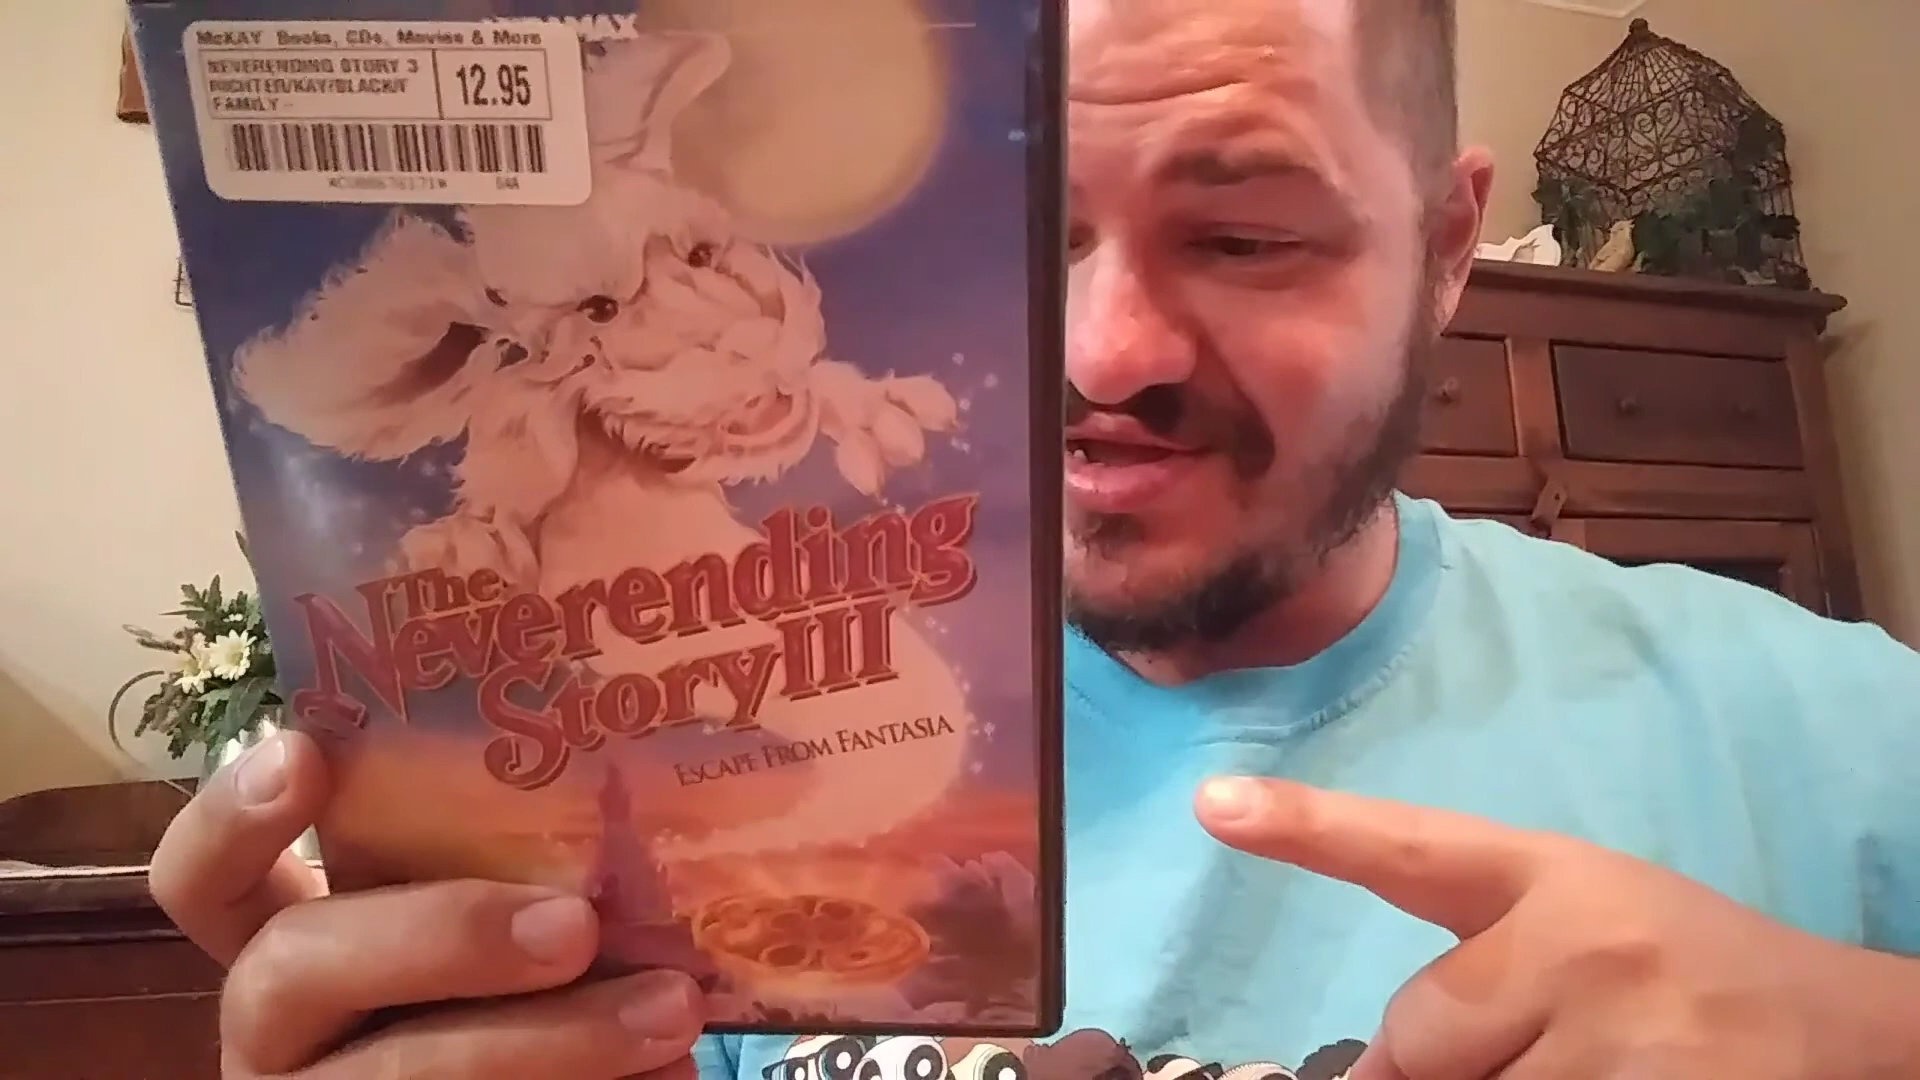 McKAY Books, CDs, Movies & More
NEVERENDING STORY 3
RICHTER/KAY/BLACK/F
FAMILY -
12.95
The
Neverending
Story III
ESCAPE FROM FANTASIA